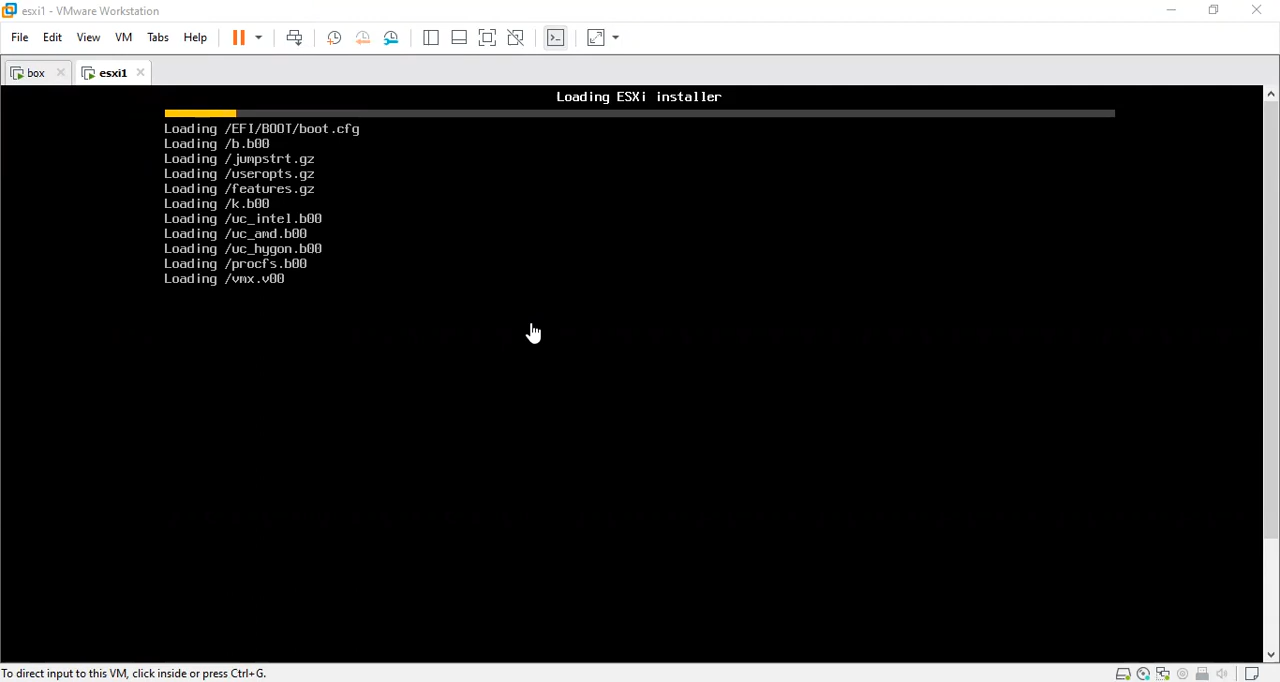 esxi1 - VMware Workstation
File Edit View VM Tabs Help
box esxi1
Loading ESXi installer
Loading /EFI/BOOT/boot.cfg
Loading /b.b00
Loading /jumpstrt.gz
Loading /useropts.gz
Loading /features.gz
Loading /k.b00
Loading /uc_intel.b00
Loading /uc_amd.b00
Loading /uc_hygon.b00
Loading /procfs.b00
Loading /vmx.v00
To direct input to this VM, click inside or press Ctrl+G.